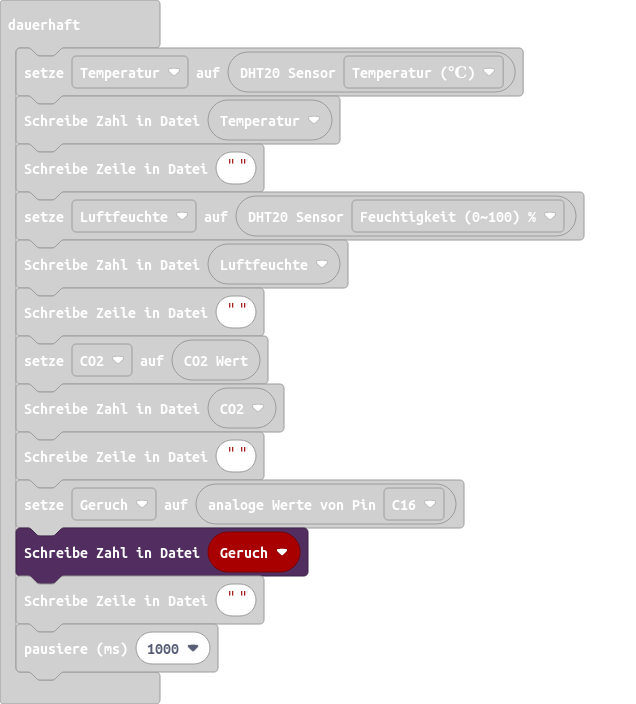 dauerhaft
setze Temperatur auf DHT20 Sensor Temperatur (℃)
Schreibe Zahl in Datei Temperatur
Schreibe Zeile in Datei " "
setze Luftfeuchte auf DHT20 Sensor Feuchtigkeit (0~100) %
Schreibe Zahl in Datei Luftfeuchte
Schreibe Zeile in Datei " "
setze CO2 auf CO2 Wert
Schreibe Zahl in Datei CO2
Schreibe Zeile in Datei " "
setze Geruch auf analoge Werte von Pin C16
Schreibe Zahl in Datei Geruch
Schreibe Zeile in Datei " "
pausiere (ms) 1000